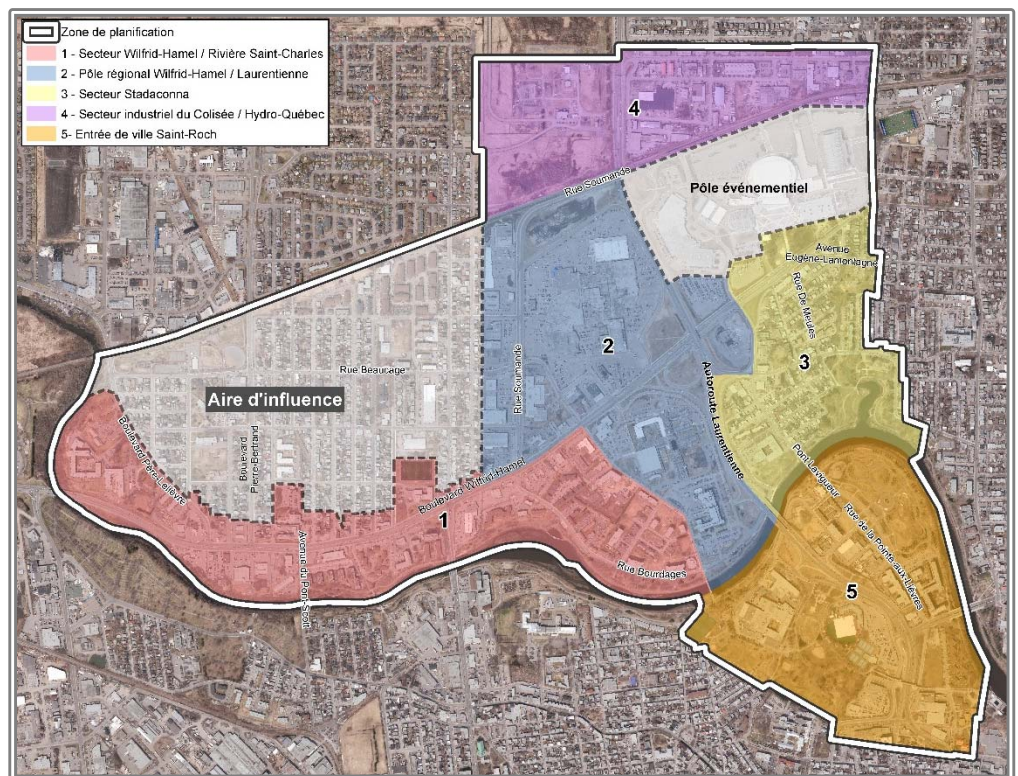 Zone de planification
1 - Secteur Wilfrid-Hamel / Rivière Saint-Charles
2 - Pôle régional Wilfrid-Hamel / Laurentienne
3 - Secteur Stadaconna
4 - Secteur industriel du Colisée / Hydro-Québec
5- Entrée de ville Saint-Roch
4
Rue Soumande
Pôle événementiel
Avenue
Eugène-Lamontagne
Rue De Meules
2
3
Rue Beaucage
Rue Soumande
Aire d'influence
Autoroute Laurentienne
Boulevard Père-Lelièvre
Boulevard
Pierre-Bertrand
Boulevard Wilfrid-Hamel
1
Pont Lavigueur
Rue de la Pointe-aux-Lièvres
Avenue du Pont-Scott
Rue Bourdages
5